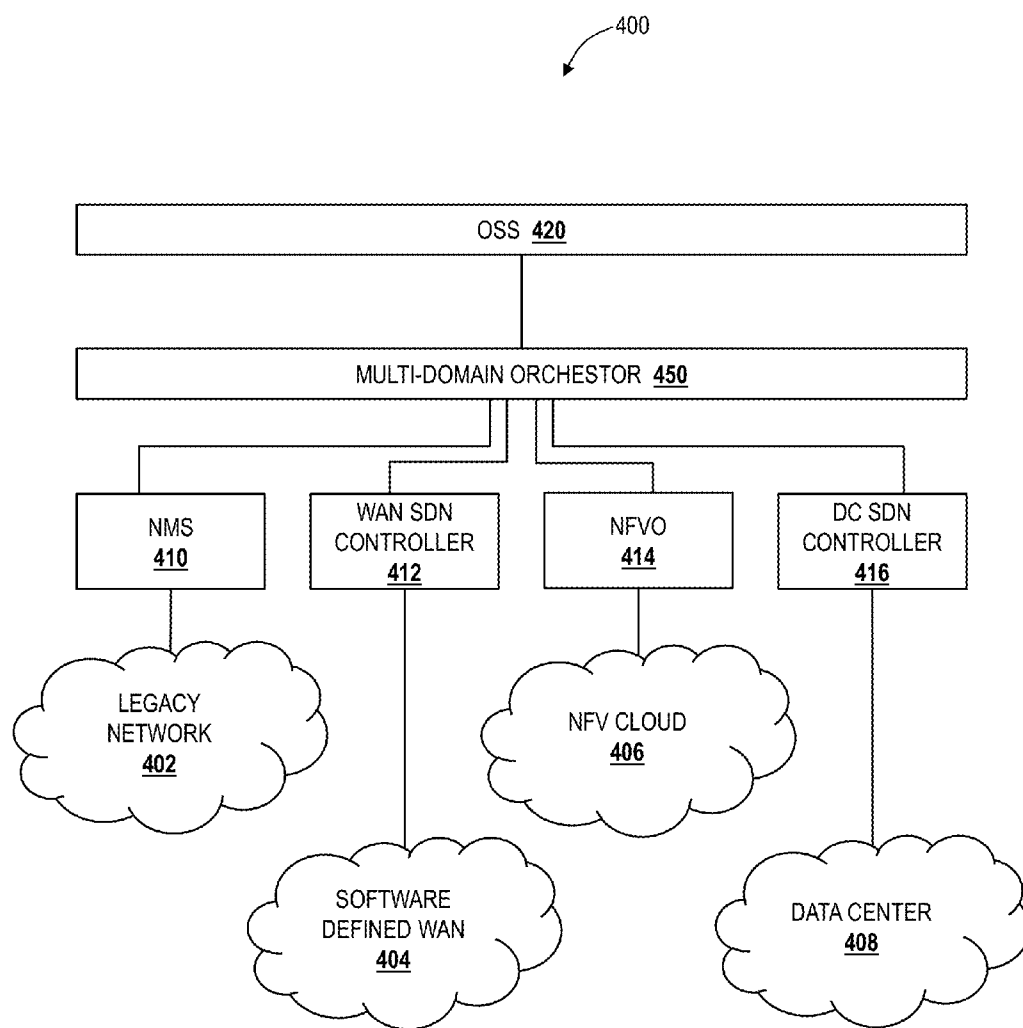 400
OSS 420
MULTI-DOMAIN ORCHESTOR 450
NMS
410
WAN SDN
CONTROLLER
412
NFVO
414
DC SDN
CONTROLLER
416
LEGACY
NETWORK
402
NFV CLOUD
406
SOFTWARE
DEFINED WAN
404
DATA CENTER
408